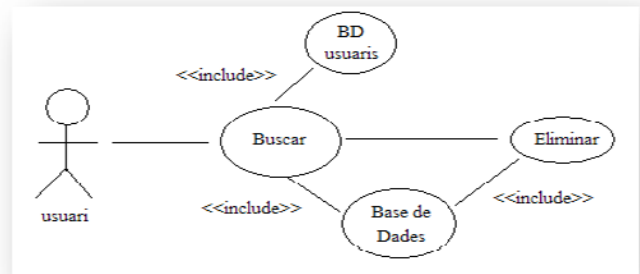 BD
usuaris
<<include>>
Buscar
Eliminar
<<include>>
<<include>>
Base de
Dades
usuari